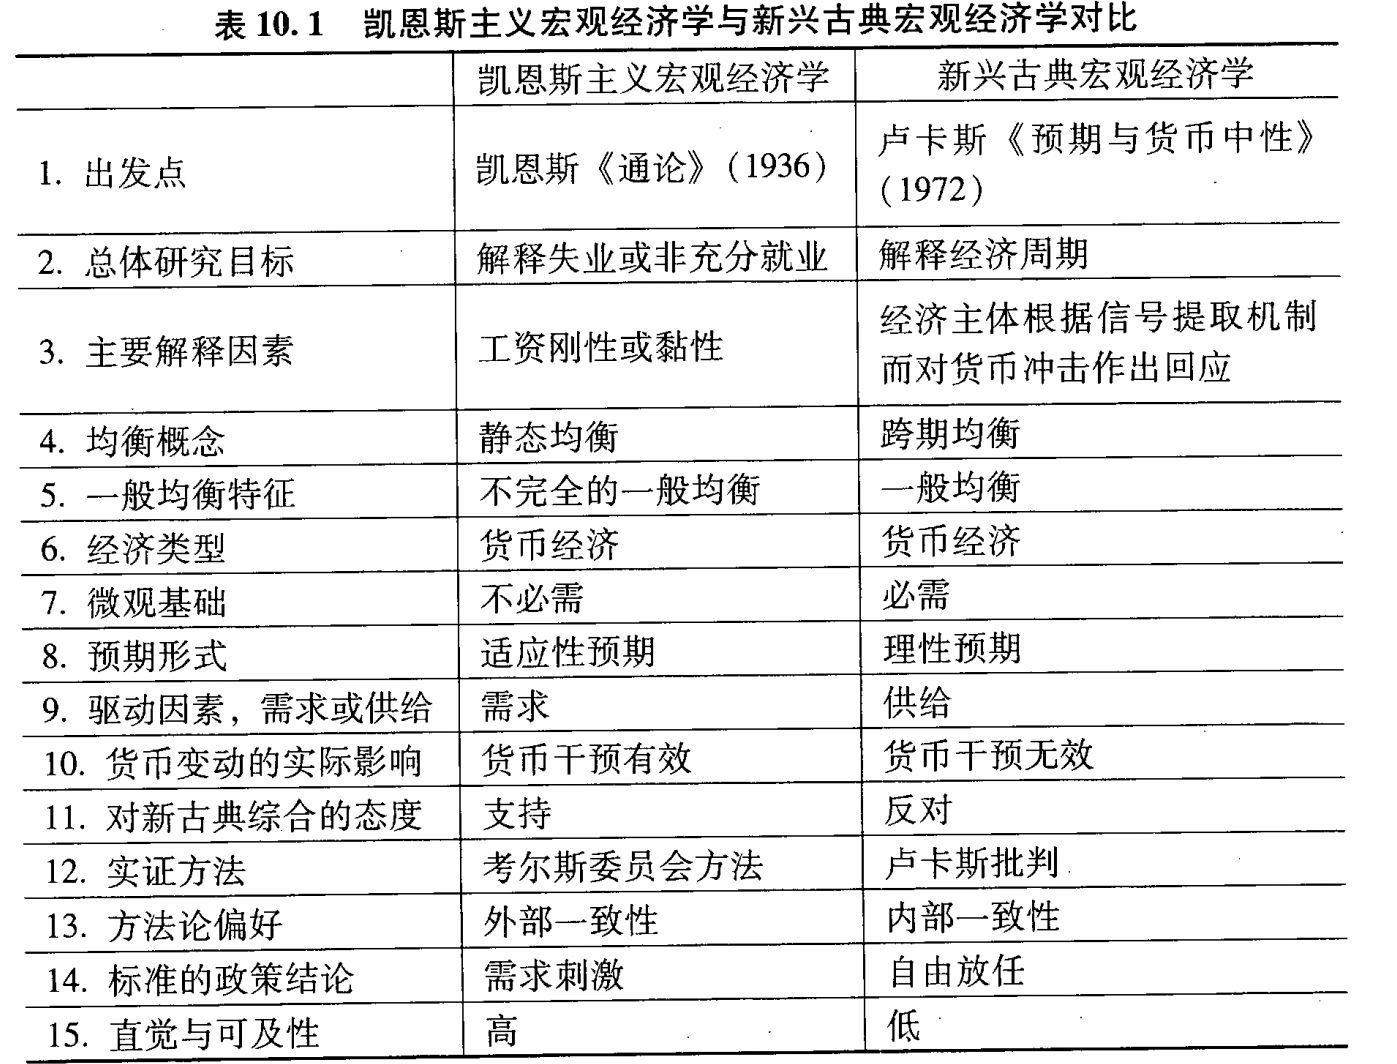 表 10.1 凯恩斯主义宏观经济学与新兴古典宏观经济学对比
凯恩斯主义宏观经济学 新兴古典宏观经济学
1. 出发点 凯恩斯《通论》(1936) 卢卡斯《预期与货币中性》
(1972)
2. 总体研究目标 解释失业或非充分就业 解释经济周期
3. 主要解释因素 工资刚性或黏性 经济主体根据信号提取机制
而对货币冲击作出回应
4. 均衡概念 静态均衡 跨期均衡
5. 一般均衡特征 不完全的一般均衡 一般均衡
6. 经济类型 货币经济 货币经济
7. 微观基础 不必需 必需
8. 预期形式 适应性预期 理性预期
9. 驱动因素，需求或供给 需求 供给
10. 货币变动的实际影响 货币干预有效 货币干预无效
11. 对新古典综合的态度 支持 反对
12. 实证方法 考尔斯委员会方法 卢卡斯批判
13. 方法论偏好 外部一致性 内部一致性
14. 标准的政策结论 需求刺激 自由放任
15. 直觉与可及性 高 低